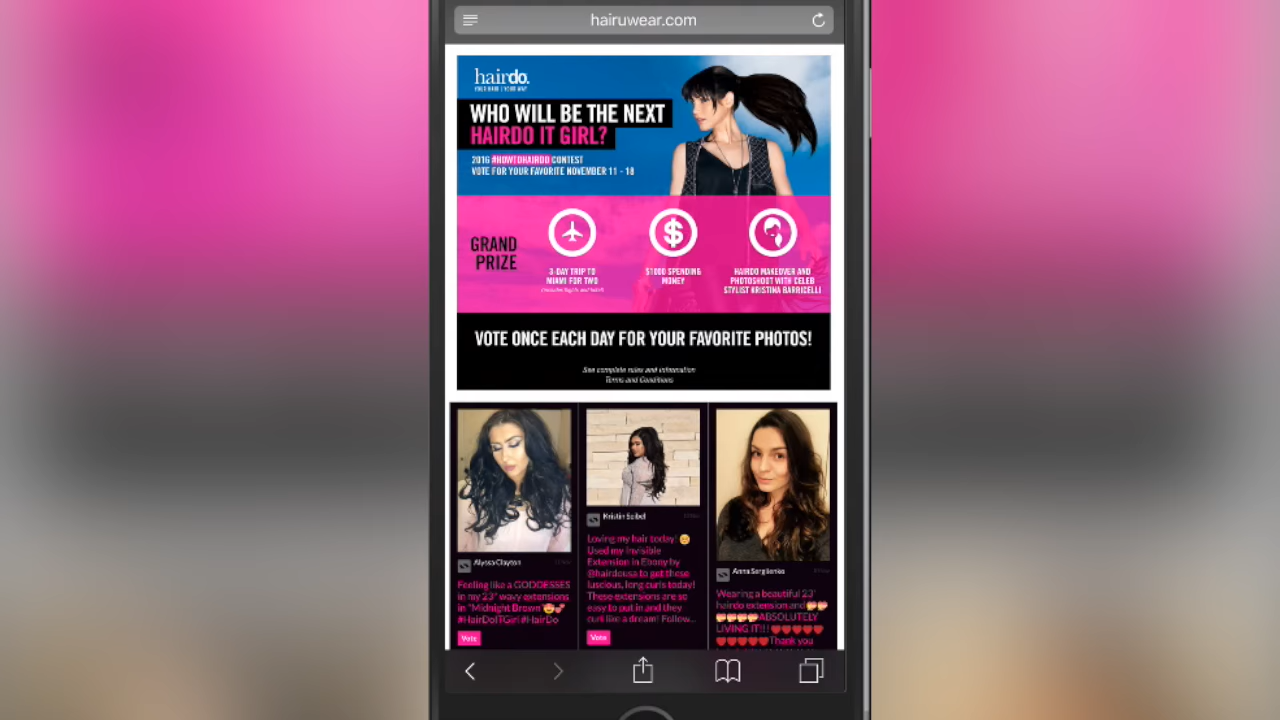 hairuwear.com
hairdo.
WHO WILL BE THE NEXT
HAIRDO IT GIRL?
2016 #HOWTOHAIRDO CONTEST
VOTE FOR YOUR FAVORITE NOVEMBER 11 - 18
GRAND
PRIZE
3-DAY TRIP TO
MIAMI FOR TWO
$1000 SPENDING
MONEY
HAIRDO MAKEOVER AND
PHOTOSHOOT WITH CELEB
STYLIST KRISTINA BARRICELLI
VOTE ONCE EACH DAY FOR YOUR FAVORITE PHOTOS!
See complete rules and information
Terms and Conditions
Alyssa Clayton
Feeling like a GODDESSES
in my 23" wavy extensions
in "Midnight Brown"
#HairDoITGirl #HairDo
Vote
Kristin Seibel
Loving my hair today!
Used my Invisible
Extension in Ebony by
@hairdousa to get these
luscious, long curls today!
These extensions are so
easy to put in and they
curl like a dream! Follow...
Vote
Anna Sergiienko
Wearing a beautiful 23'
hairdo extension and
ABSOLUTELY
LIVING IT!!!
Thank you